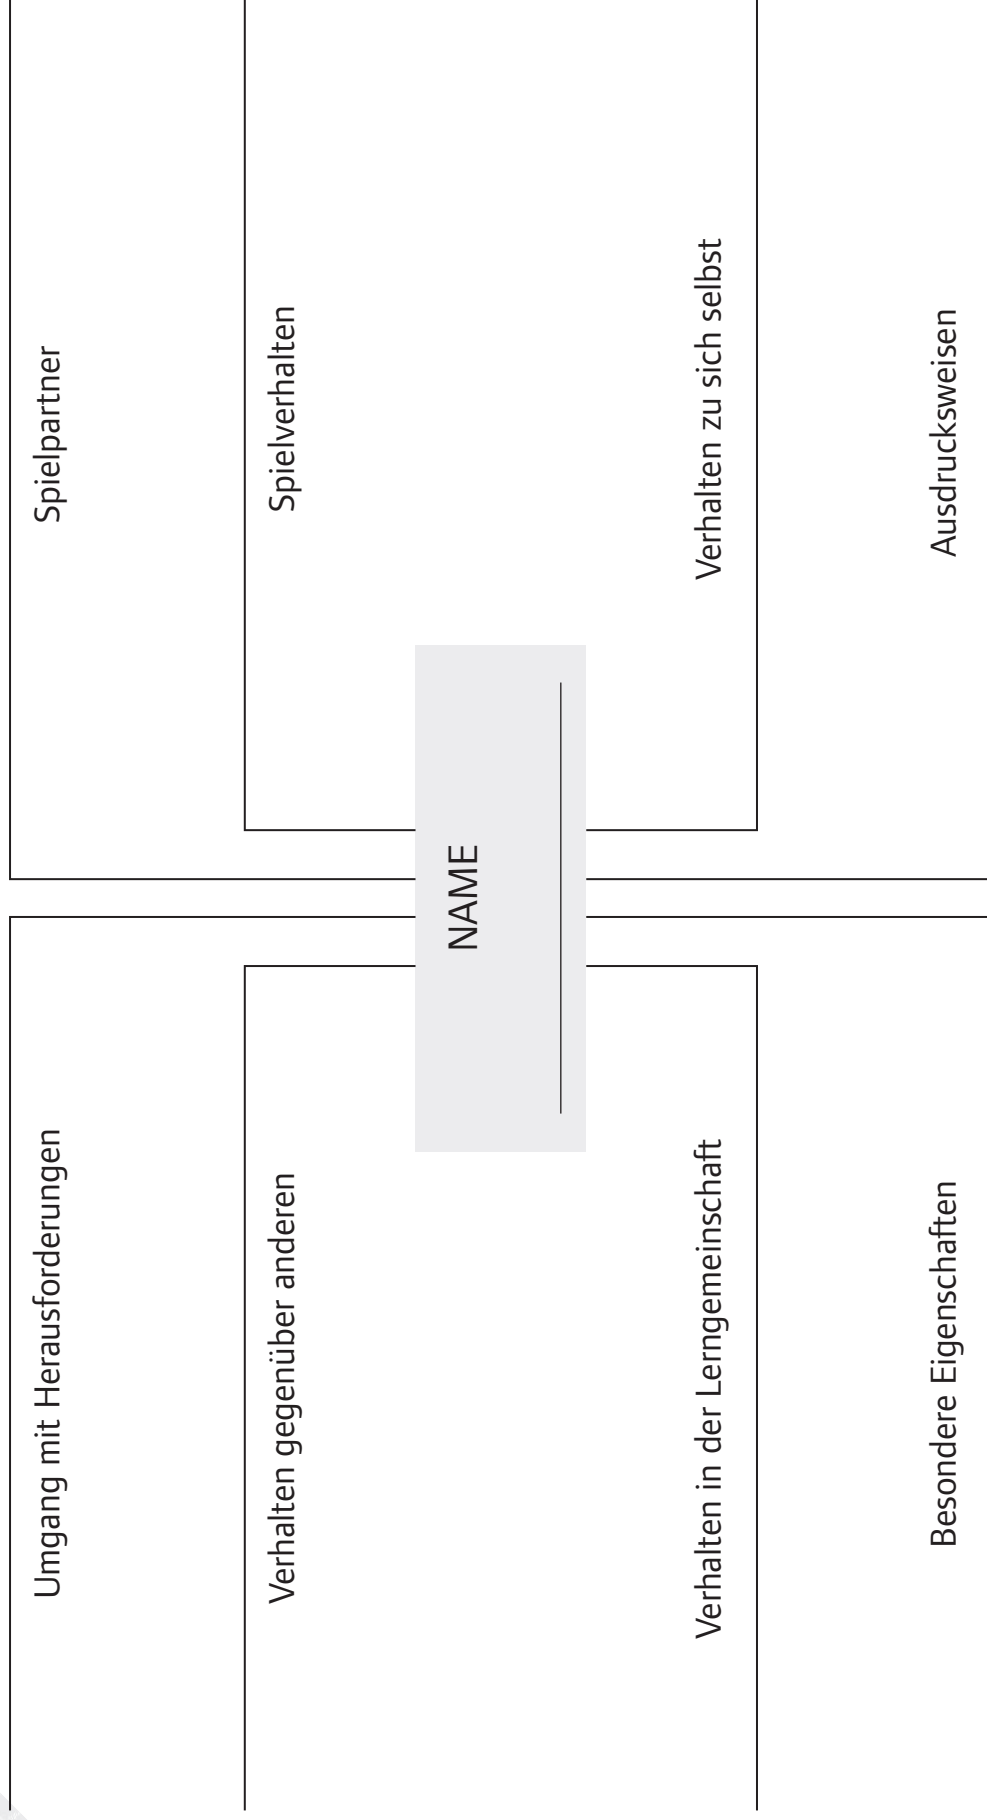 Umgang mit Herausforderungen
Spielpartner
Verhalten gegenüber anderen
Spielverhalten
NAME
Verhalten in der Lerngemeinschaft
Verhalten zu sich selbst
Besondere Eigenschaften
Ausdrucksweisen